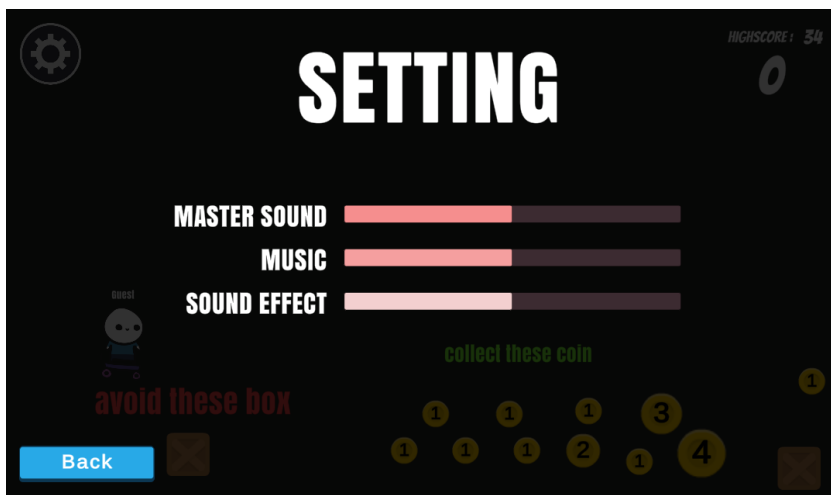 HIGHSCORE: 34
0
SETTING
MASTER SOUND
MUSIC
SOUND EFFECT
Guest
collect these coin
avoid these box
1
1 1 1 3
1 1 1 2 1 4
Back